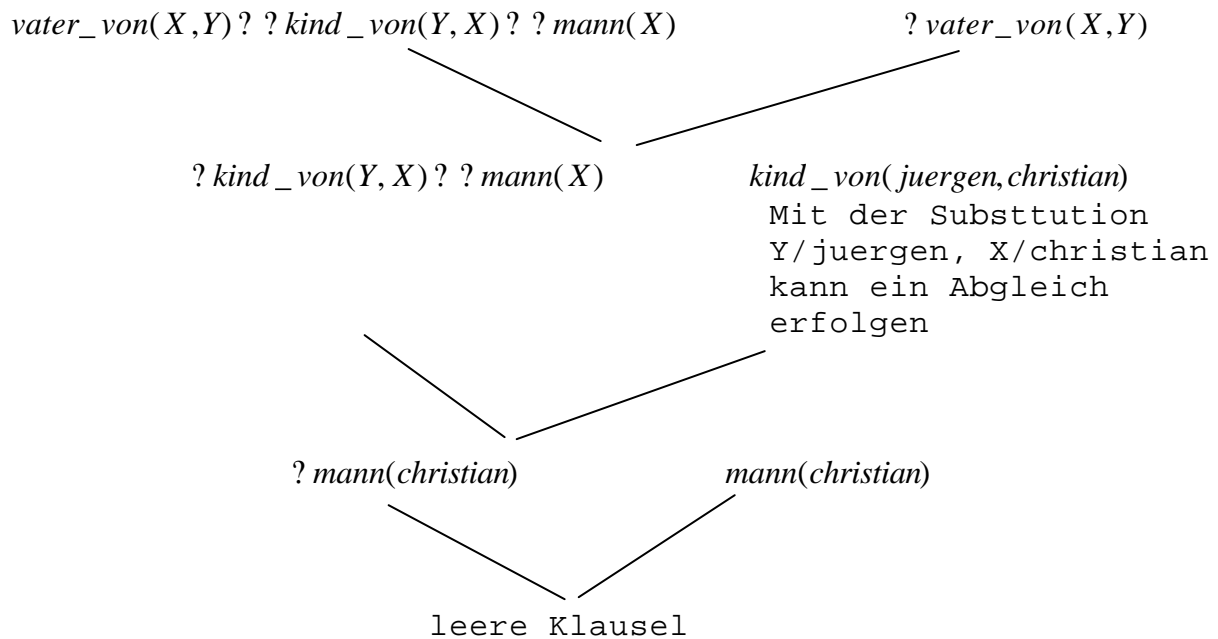 vater_von(X,Y) ? ? kind_von(Y, X) ? ? mann(X) ? vater_von(X,Y)
? kind_von(Y, X) ? ? mann(X) kind_von(juergen,christian)
Mit der Substtution
Y/juergen, X/christian
kann ein Abgleich
erfolgen
? mann(christian) mann(christian)
leere Klausel